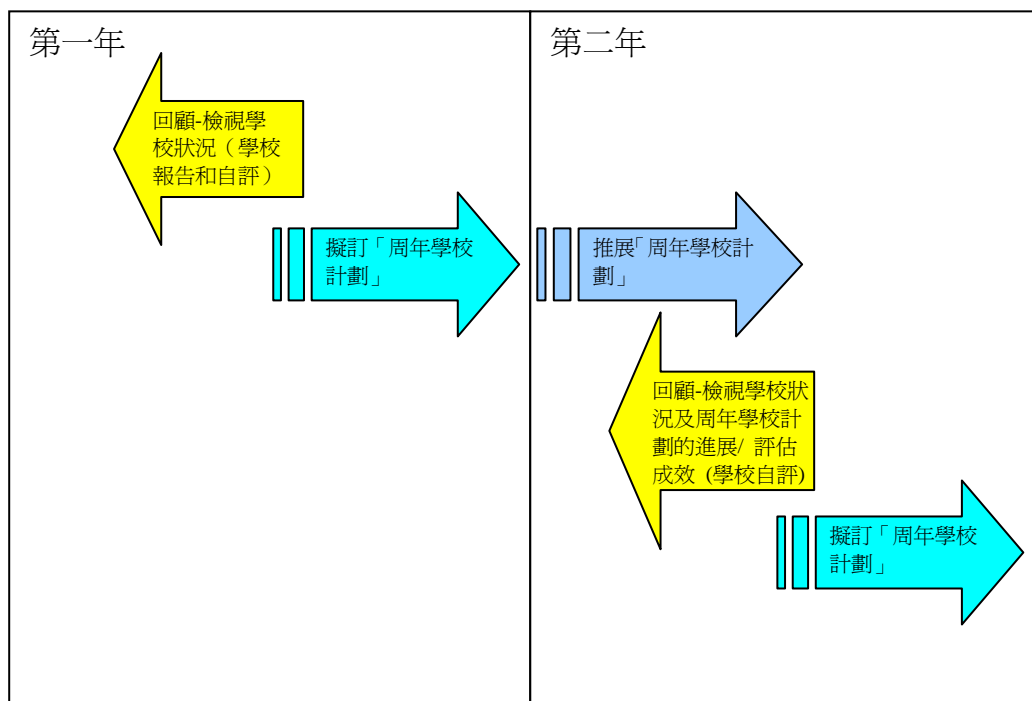 第一年
回顧-檢視學
校狀況（學校
報告和自評）
擬訂「周年學校
計劃」
第二年
推展「周年學校計
劃」
回顧-檢視學校狀
況及周年學校計
劃的進展/ 評估
成效 (學校自評)
擬訂「周年學校
計劃」